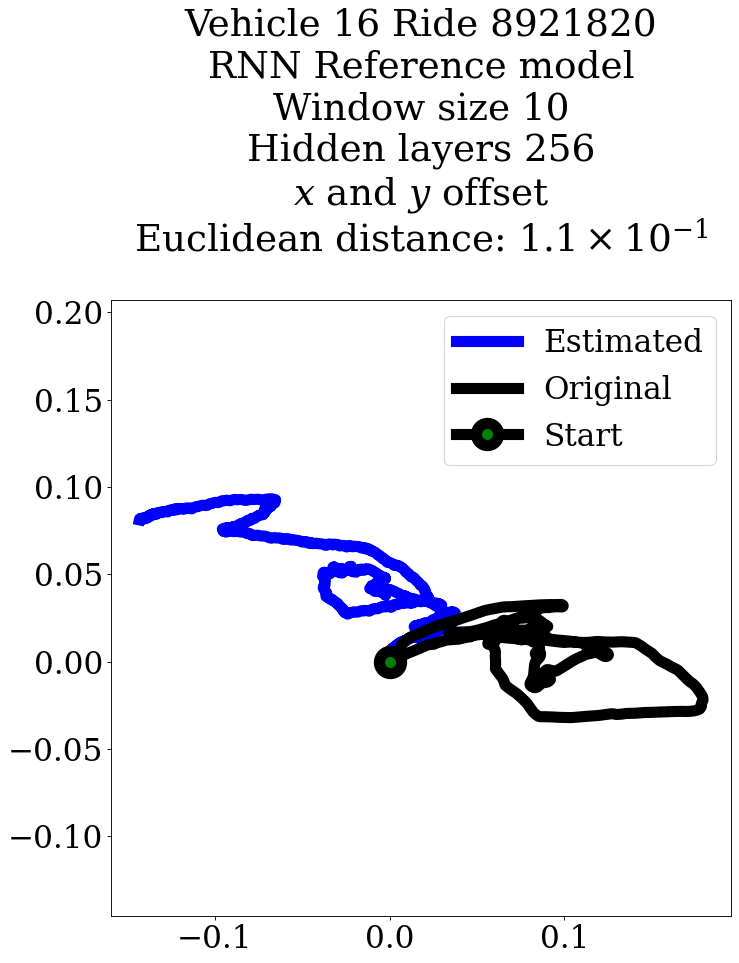 Vehicle 16 Ride 8921820
RNN Reference model
Window size 10
Hidden layers 256
x and y offset
Euclidean distance: 1.1 × 10⁻¹
0.20
0.15
0.10
0.05
0.00
−0.05
−0.10
−0.1
0.0
0.1
Estimated
Original
Start